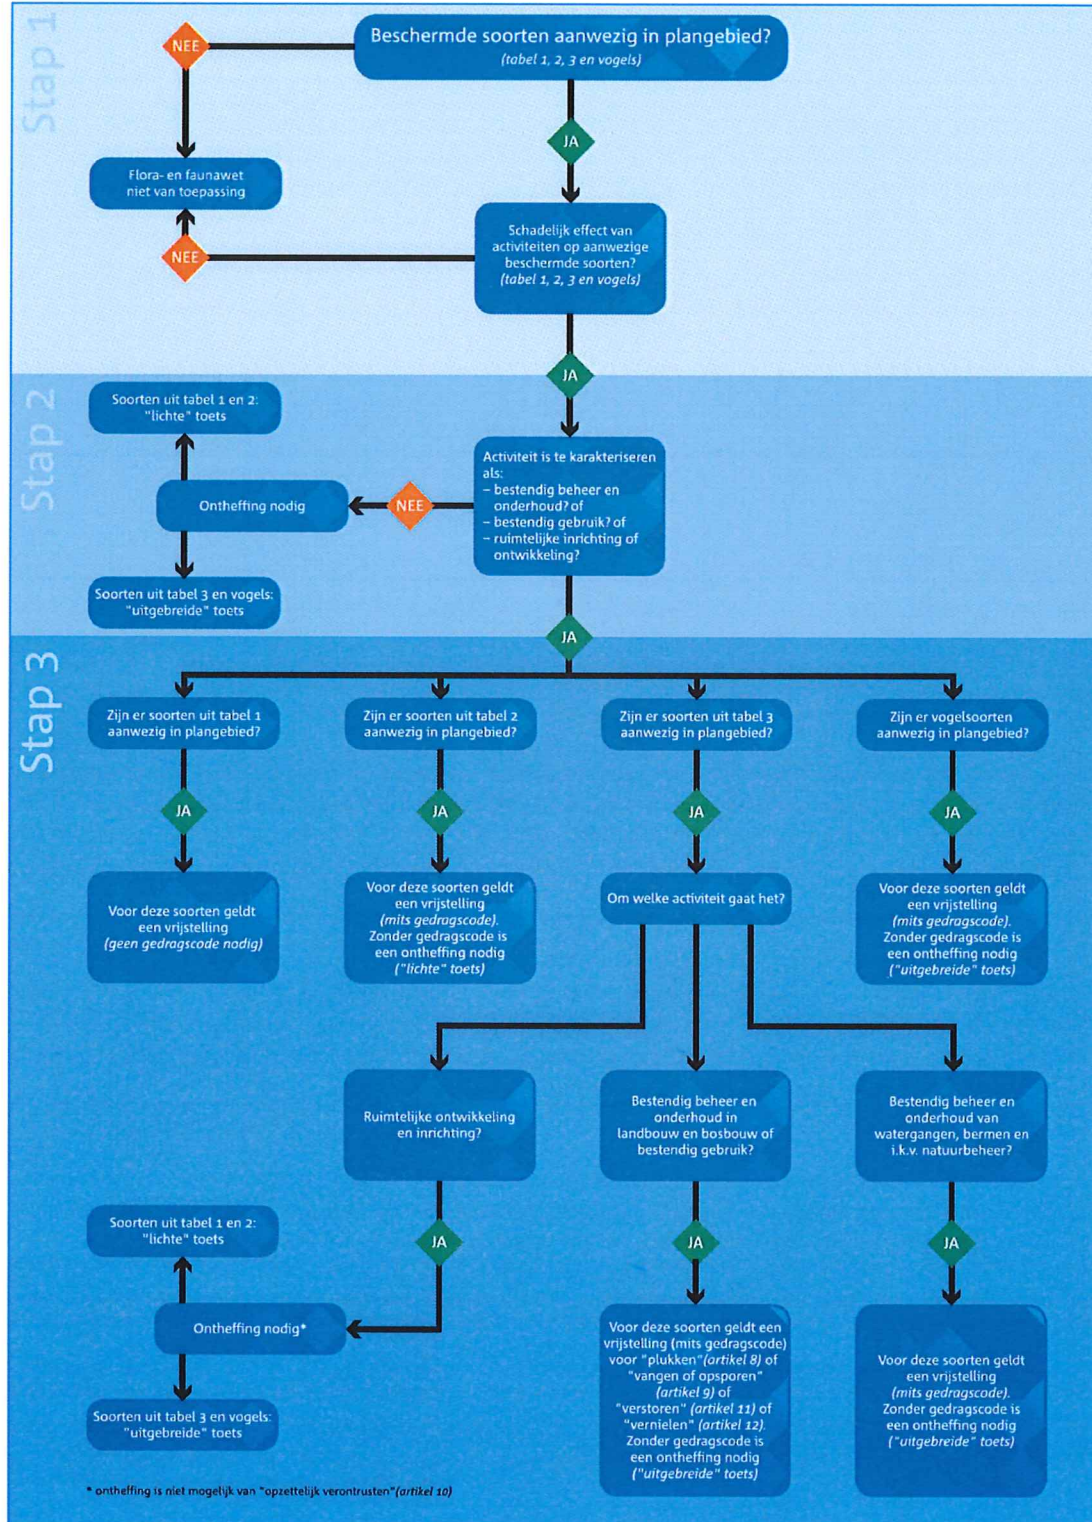 Stap 1
Beschermde soorten aanwezig in plangebied?
(tabel 1, 2, 3 en vogels)
NEE
JA
Flora- en faunawet
niet van toepassing
Schadelijk effect van
activiteiten op aanwezige
beschermde soorten?
(tabel 1, 2, 3 en vogels)
NEE
JA
Stap 2
Soorten uit tabel 1 en 2:
"lichte" toets
Activiteit is te karakteriseren
als:
– bestendig beheer en
onderhoud? of
– bestendig gebruik? of
– ruimtelijke inrichting of
ontwikkeling?
NEE
Ontheffing nodig
Soorten uit tabel 3 en vogels:
"uitgebreide" toets
JA
Stap 3
Zijn er soorten uit tabel 1
aanwezig in plangebied?
Zijn er soorten uit tabel 2
aanwezig in plangebied?
Zijn er soorten uit tabel 3
aanwezig in plangebied?
Zijn er vogelsoorten
aanwezig in plangebied?
JA
JA
JA
JA
Voor deze soorten geldt
een vrijstelling
(geen gedragscode nodig)
Voor deze soorten geldt
een vrijstelling
(mits gedragscode).
Zonder gedragscode is
een ontheffing nodig
("lichte" toets)
Om welke activiteit gaat het?
Voor deze soorten geldt
een vrijstelling
(mits gedragscode).
Zonder gedragscode is
een ontheffing nodig
("uitgebreide" toets)
Ruimtelijke ontwikkeling
en inrichting?
Bestendig beheer en
onderhoud in
landbouw en bosbouw of
bestendig gebruik?
Bestendig beheer en
onderhoud van
watergangen, bermen en
i.k.v. natuurbeheer?
JA
JA
JA
Soorten uit tabel 1 en 2:
"lichte" toets
Ontheffing nodig*
Soorten uit tabel 3 en vogels:
"uitgebreide" toets
Voor deze soorten geldt een
vrijstelling (mits gedragscode)
voor "plukken" (artikel 8) of
"vangen of opsporen"
(artikel 9) of
"verstoren" (artikel 11) of
"vernielen" (artikel 12).
Zonder gedragscode is
een ontheffing nodig
("uitgebreide" toets)
Voor deze soorten geldt
een vrijstelling
(mits gedragscode).
Zonder gedragscode is
een ontheffing nodig
("uitgebreide" toets)
* ontheffing is niet mogelijk van "opzettelijk verontrusten" (artikel 10)